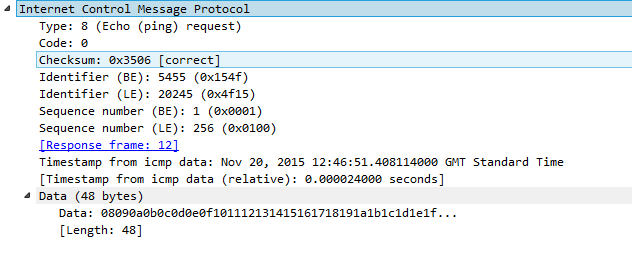 Internet Control Message Protocol
Type: 8 (Echo (ping) request)
Code: 0
Checksum: 0x3506 [correct]
Identifier (BE): 5455 (0x154f)
Identifier (LE): 20245 (0x4f15)
Sequence number (BE): 1 (0x0001)
Sequence number (LE): 256 (0x0100)
[Response frame: 12]
Timestamp from icmp data: Nov 20, 2015 12:46:51.408114000 GMT Standard Time
[Timestamp from icmp data (relative): 0.000024000 seconds]
Data (48 bytes)
Data: 08090a0b0c0d0e0f101112131415161718191a1b1c1d1e1f...
[Length: 48]